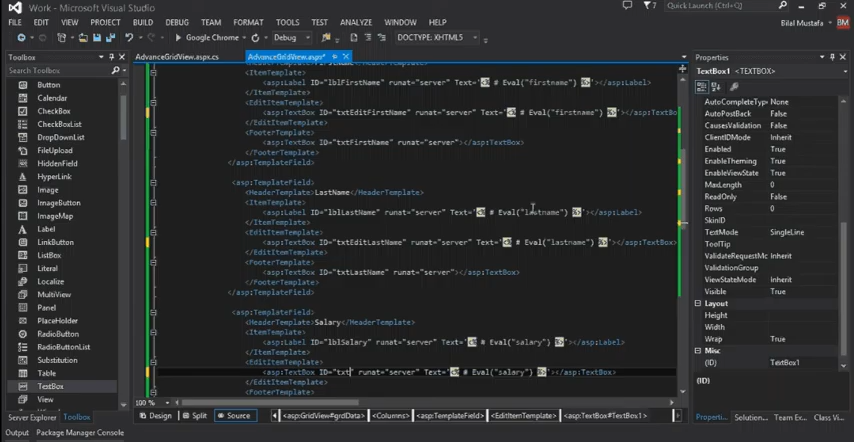 Work - Microsoft Visual Studio
Quick Launch (Ctrl+Q)
FILE EDIT VIEW PROJECT BUILD DEBUG TEAM FORMAT TOOLS TEST ANALYZE WINDOW HELP
Bilal Mustafa BM
Google Chrome Debug DOCTYPE: XHTML5
Toolbox
Search Toolbox
Button
Calendar
CheckBox
CheckBoxList
DropDownList
FileUpload
HiddenField
HyperLink
Image
ImageButton
ImageMap
Label
LinkButton
ListBox
Literal
Localize
MultiView
Panel
PlaceHolder
RadioButton
RadioButtonList
Substitution
Table
TextBox
View
Server Explorer Toolbox
AdvanceGridView.aspx.cs AdvanceGridView.aspx*
<ItemTemplate>
<asp:Label ID="lblFirstName" runat="server" Text='<% # Eval("firstname") %>'></asp:Label>
</ItemTemplate>
<EditItemTemplate>
<asp:TextBox ID="txtEditFirstName" runat="server" Text='<% # Eval("firstname") %>'></asp:TextBo
</EditItemTemplate>
<FooterTemplate>
<asp:TextBox ID="txtFirstName" runat="server"></asp:TextBox>
</FooterTemplate>
</asp:TemplateField>
<asp:TemplateField>
<HeaderTemplate>LastName</HeaderTemplate>
<ItemTemplate>
<asp:Label ID="lblLastName" runat="server" Text='<% # Eval("lastname") %>'></asp:Label>
</ItemTemplate>
<EditItemTemplate>
<asp:TextBox ID="txtEditLastName" runat="server" Text='<% # Eval("lastname") %>'></asp:TextBox>
</EditItemTemplate>
<FooterTemplate>
<asp:TextBox ID="txtLastName" runat="server"></asp:TextBox>
</FooterTemplate>
</asp:TemplateField>
<asp:TemplateField>
<HeaderTemplate>Salary</HeaderTemplate>
<ItemTemplate>
<asp:Label ID="lblSalary" runat="server" Text='<% # Eval("salary") %>'></asp:Label>
</ItemTemplate>
<EditItemTemplate>
<asp:TextBox ID="txt" runat="server" Text='<% # Eval("salary") %>'></asp:TextBox>
</EditItemTemplate>
<FooterTemplate>
100 %
Design Split Source <asp:GridView#grdData> <Columns> <asp:TemplateField> <EditItemTemplate> <asp:TextBox#TextBox1>
Properties
TextBox1 <TEXTBOX>
AutoCompleteTyp None
AutoPostBack False
CausesValidation False
ClientIDMode Inherit
Enabled True
EnableTheming True
EnableViewState True
MaxLength 0
ReadOnly False
Rows 0
SkinID
TextMode SingleLine
ToolTip
ValidateRequestMo Inherit
ValidationGroup
ViewStateMode Inherit
Visible True
Layout
Height
Width
Wrap True
Misc
(ID) TextBox1
(ID)
Properti... Solution... Team Ex... Class View
Output Package Manager Console